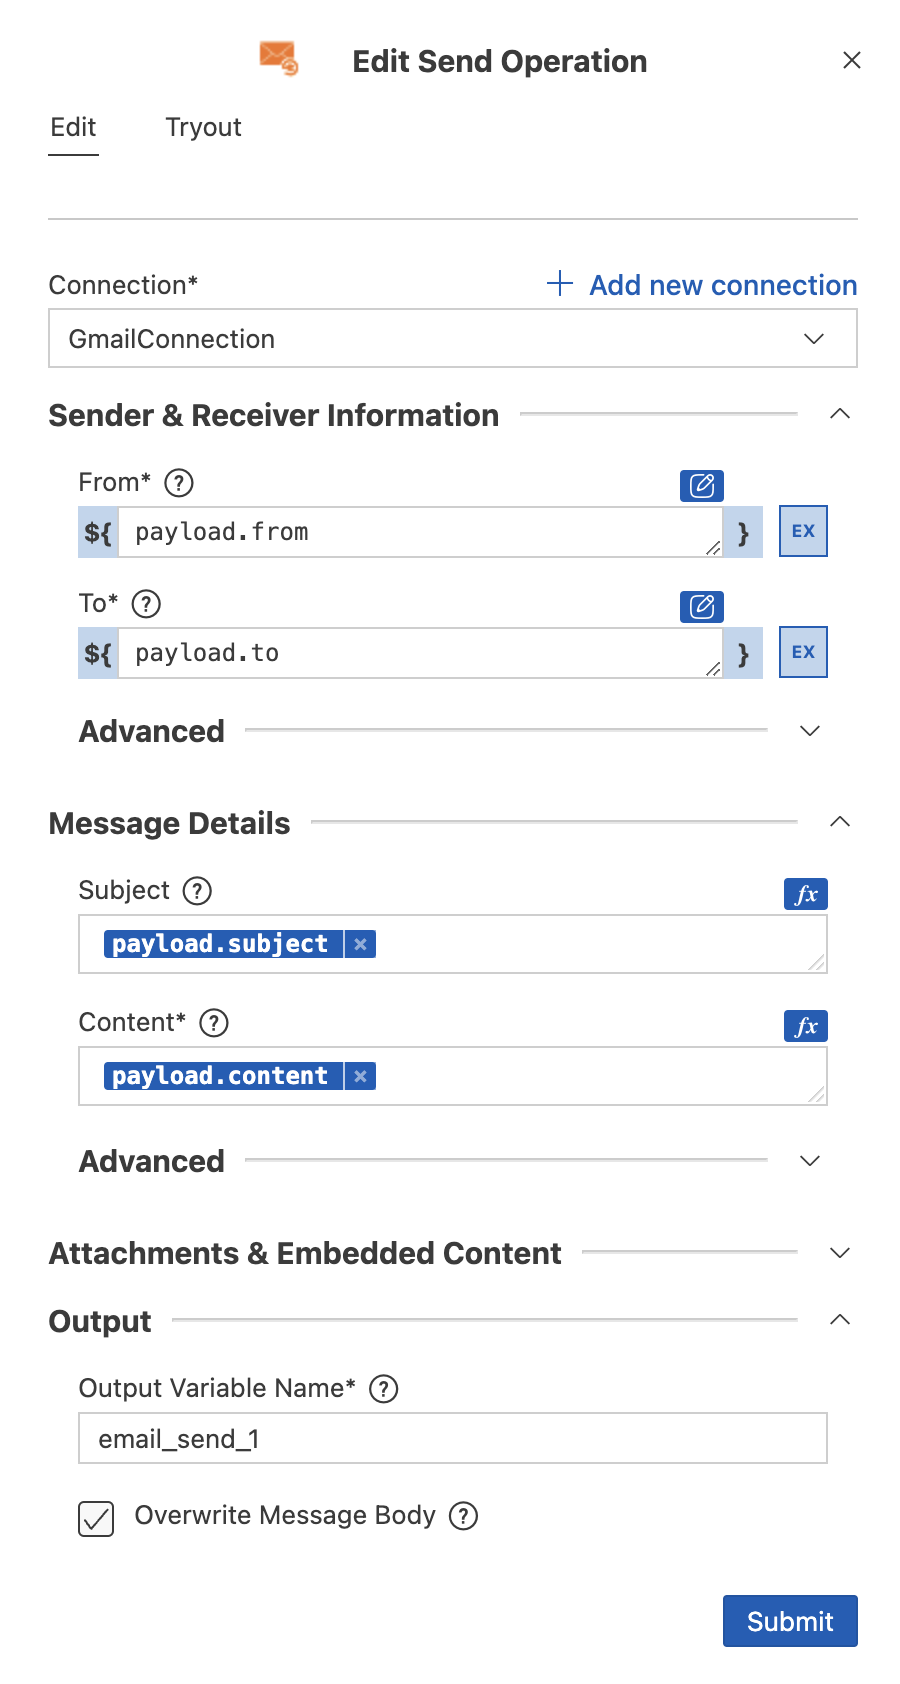 Edit Send Operation
Edit Tryout
Connection* Add new connection
GmailConnection
Sender & Receiver Information
From* ?
${ payload.from } EX
To* ?
${ payload.to } EX
Advanced
Message Details
Subject ? fx
payload.subject ×
Content* ? fx
payload.content ×
Advanced
Attachments & Embedded Content
Output
Output Variable Name* ?
email_send_1
Overwrite Message Body ?
Submit